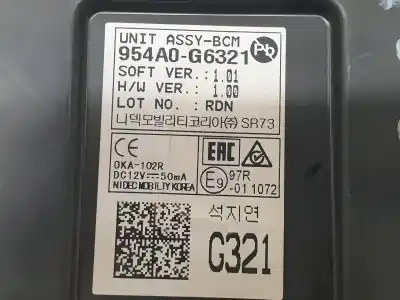 UNIT ASSY-BCM
954A0-G6321
Pb
SOFT VER.:1.01
H/W VER.: 1.00
LOT NO.: RDN
니덱모빌리티코리아㈜ SR73
CE
EAC
OKA-102R
DC12V⎓50mA
NIDEC MOBILITY KOREA
E9
97R
-01 1072
석지연
G321